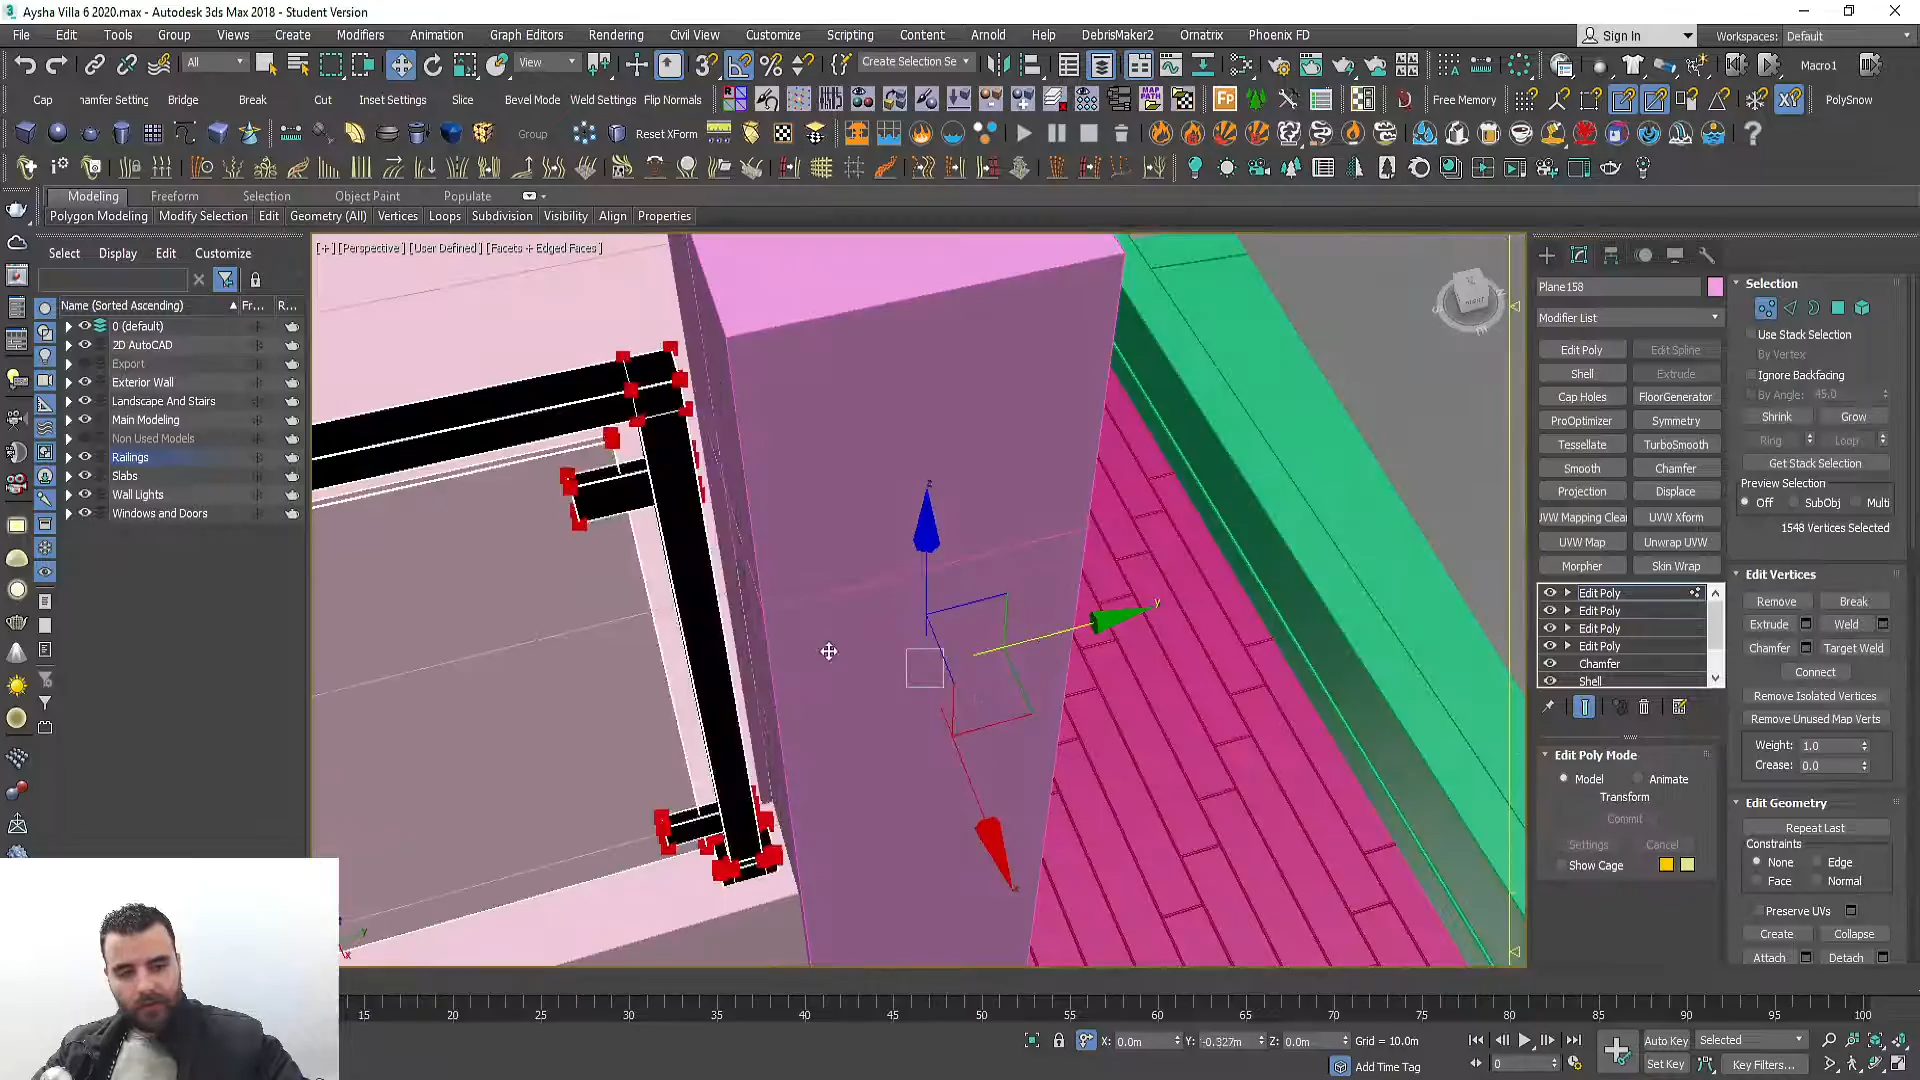 Aysha Villa 6 2020.max - Autodesk 3ds Max 2018 - Student Version
File Edit Tools Group Views Create Modifiers Animation Graph Editors Rendering Civil View Customize Scripting Content Arnold Help DebrisMaker2 Ornatrix Phoenix FD Sign In Workspaces: Default
All View Create Selection Se Macro1
Cap hamfer Setting Bridge Break Cut Inset Settings Slice Bevel Mode Weld Settings Flip Normals Free Memory PolySnow
Group Reset XForm
Modeling Freeform Selection Object Paint Populate
Polygon Modeling Modify Selection Edit Geometry (All) Vertices Loops Subdivision Visibility Align Properties
Select Display Edit Customize
Name (Sorted Ascending) Fr... R...
0 (default)
2D AutoCAD
Export
Exterior Wall
Landscape And Stairs
Main Modeling
Non Used Models
Railings
Slabs
Wall Lights
Windows and Doors
[+] [Perspective] [User Defined] [Facets + Edged Faces]
z
y
x
Plane158
Modifier List
Edit Poly Edit Spline
Shell Extrude
Cap Holes FloorGenerator
ProOptimizer Symmetry
Tessellate TurboSmooth
Smooth Chamfer
Projection Displace
UVW Mapping Clear UVW Xform
UVW Map Unwrap UVW
Morpher Skin Wrap
Edit Poly
Edit Poly
Edit Poly
Edit Poly
Chamfer
Shell
Edit Poly Mode
Model Animate
Transform
Commit
Settings Cancel
Show Cage
Selection
Use Stack Selection
By Vertex
Ignore Backfacing
By Angle: 45.0
Shrink Grow
Ring Loop
Get Stack Selection
Preview Selection
Off SubObj Multi
1548 Vertices Selected
Edit Vertices
Remove Break
Extrude Weld
Chamfer Target Weld
Connect
Remove Isolated Vertices
Remove Unused Map Verts
Weight: 1.0
Crease: 0.0
Edit Geometry
Repeat Last
Constraints
None Edge
Face Normal
Preserve UVs
Create Collapse
Attach Detach
15 20 25 30 35 40 45 50 55 60 65 70 75 80 85 90 95 100
X: 0.0m Y: -0.327m Z: 0.0m Grid = 10.0m Auto Key Selected
Add Time Tag 0 Set Key Key Filters...